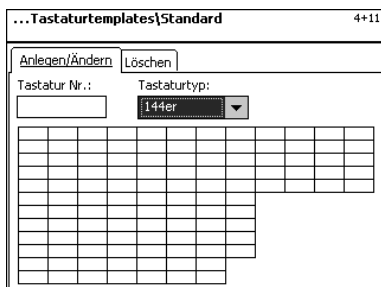 ...Tastaturtemplates\Standard 4+11
Anlegen/Ändern Löschen
Tastatur Nr.: Tastaturtyp:
144er